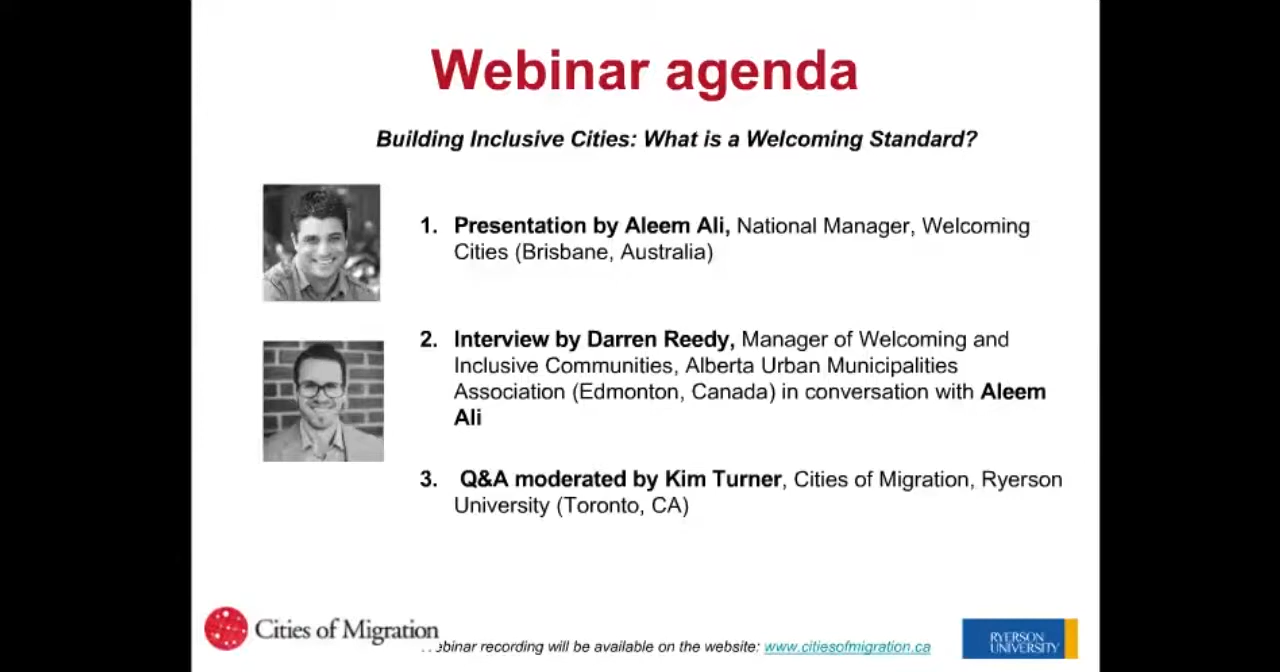 Webinar agenda
Building Inclusive Cities: What is a Welcoming Standard?
1. Presentation by Aleem Ali, National Manager, Welcoming
Cities (Brisbane, Australia)
2. Interview by Darren Reedy, Manager of Welcoming and
Inclusive Communities, Alberta Urban Municipalities
Association (Edmonton, Canada) in conversation with Aleem
Ali
3. Q&A moderated by Kim Turner, Cities of Migration, Ryerson
University (Toronto, CA)
Cities of Migration
ebinar recording will be available on the website: www.citiesofmigration.ca
RYERSON
UNIVERSITY